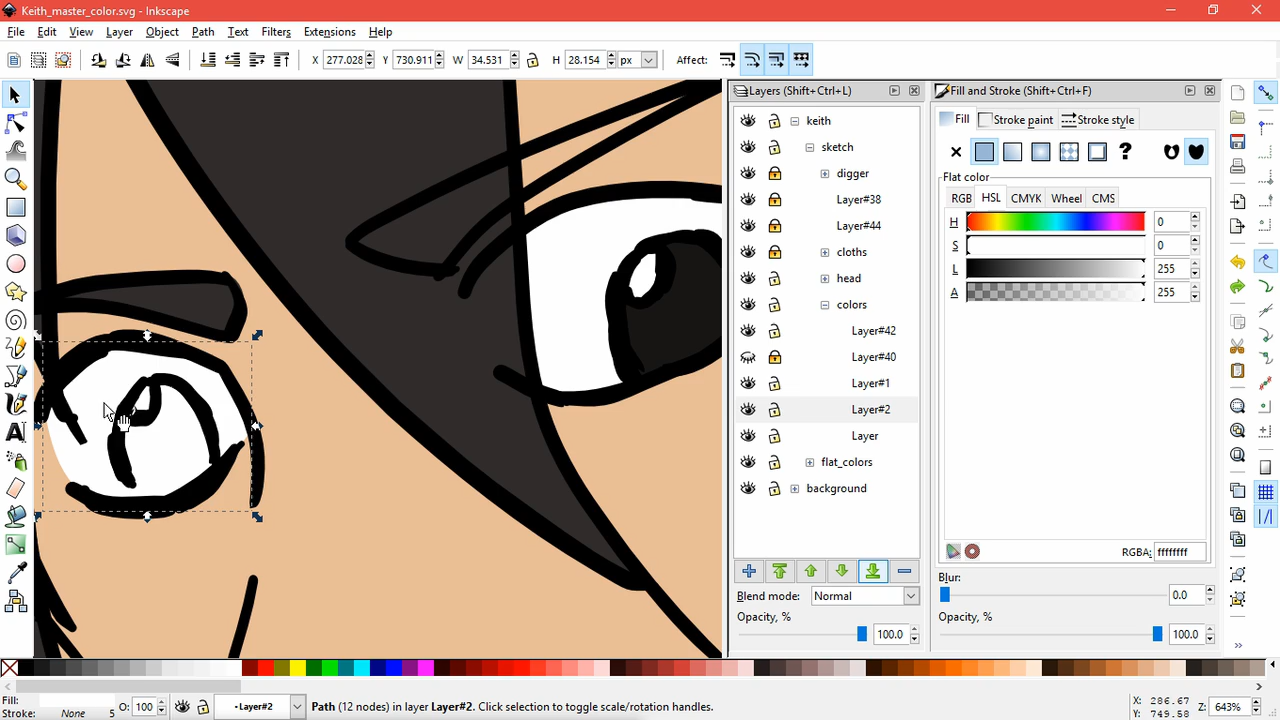 Keith_master_color.svg - Inkscape
File Edit View Layer Object Path Text Filters Extensions Help
X 277.028 Y 730.911 W 34.531 H 28.154 px Affect:
Layers (Shift+Ctrl+L)
keith
sketch
digger
Layer#38
Layer#44
cloths
head
colors
Layer#42
Layer#40
Layer#1
Layer#2
Layer
flat_colors
background
Blend mode: Normal
Opacity, %
100.0
Fill and Stroke (Shift+Ctrl+F)
Fill Stroke paint Stroke style
Flat color
RGB HSL CMYK Wheel CMS
H 0
S 0
L 255
A 255
RGBA: ffffffff
Blur:
0.0
Opacity, %
100.0
Fill:
Stroke: None 5
O: 100
•Layer#2
Path (12 nodes) in layer Layer#2. Click selection to toggle scale/rotation handles.
X: 286.67
Y: 749.58
Z: 643%